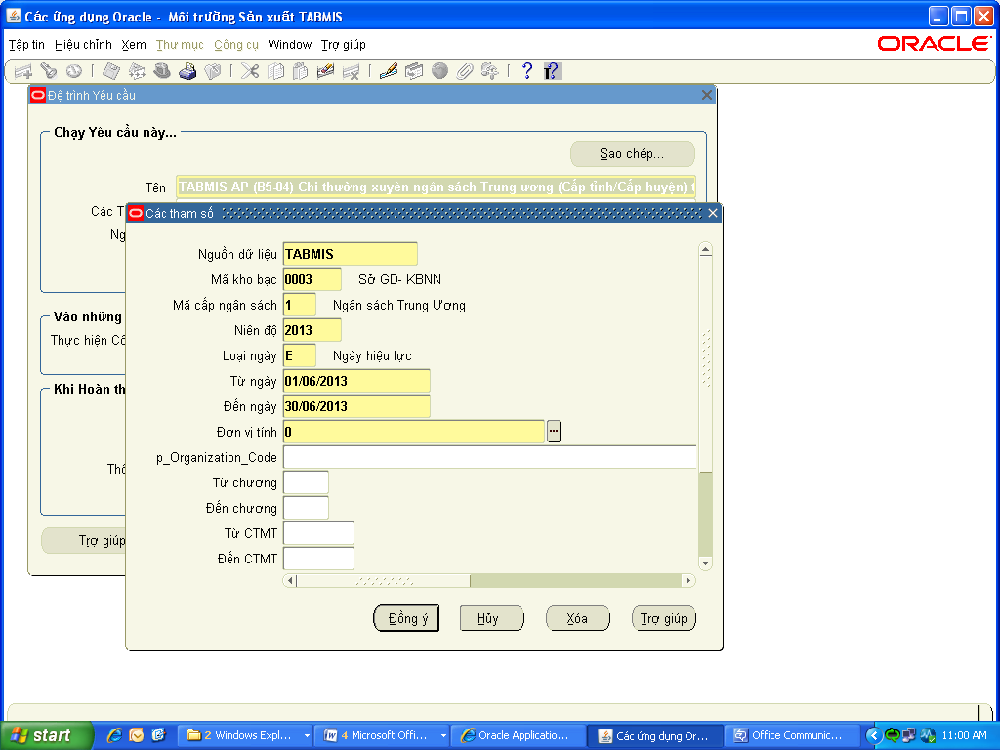 Các ứng dụng Oracle - Môi trường Sản xuất TABMIS
Tập tin Hiệu chỉnh Xem Thư mục Công cụ Window Trợ giúp
ORACLE
Đệ trình Yêu cầu
Chạy Yêu cầu này...
Sao chép...
Tên TABMIS AP (B5-04) Chi thường xuyên ngân sách Trung ương (Cấp tỉnh/Cấp huyện) t
Các T
Ng
Vào những
Thực hiện Cô
Khi Hoàn th
Thô
Trợ giúp
Các tham số
Nguồn dữ liệu TABMIS
Mã kho bạc 0003 Sở GD- KBNN
Mã cấp ngân sách 1 Ngân sách Trung Ương
Niên độ 2013
Loại ngày E Ngày hiệu lực
Từ ngày 01/06/2013
Đến ngày 30/06/2013
Đơn vị tính 0 ...
p_Organization_Code
Từ chương
Đến chương
Từ CTMT
Đến CTMT
Đồng ý Hủy Xóa Trợ giúp
start 2 Windows Expl... 4 Microsoft Offi... Oracle Applicatio... Các ứng dụng Or... Office Communic... 11:00 AM